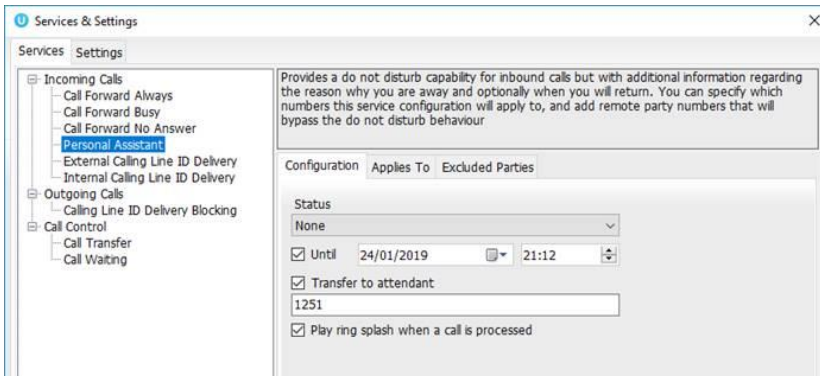 Services & Settings
Services Settings
Incoming Calls
Call Forward Always
Call Forward Busy
Call Forward No Answer
Personal Assistant
External Calling Line ID Delivery
Internal Calling Line ID Delivery
Outgoing Calls
Calling Line ID Delivery Blocking
Call Control
Call Transfer
Call Waiting
Provides a do not disturb capability for inbound calls but with additional information regarding
the reason why you are away and optionally when you will return. You can specify which
numbers this service configuration will apply to, and add remote party numbers that will
bypass the do not disturb behaviour
Configuration Applies To Excluded Parties
Status
None
Until 24/01/2019 21:12
Transfer to attendant
1251
Play ring splash when a call is processed